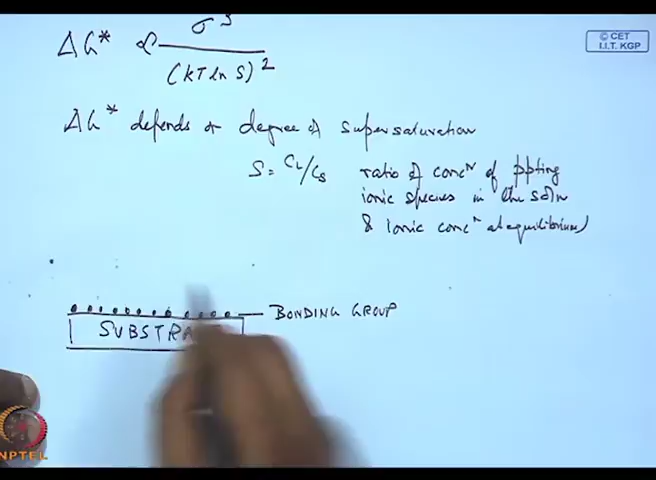 © CET
I.I.T. KGP
ΔG* ∝ σ³
(kT ln S)²
ΔG* depends on degree of supersaturation
S = CL/CS ratio of concN of ppting
ionic species in the soln
& ionic concN at equilibrium)
BONDING GROUP
SUBSTRA
NPTEL